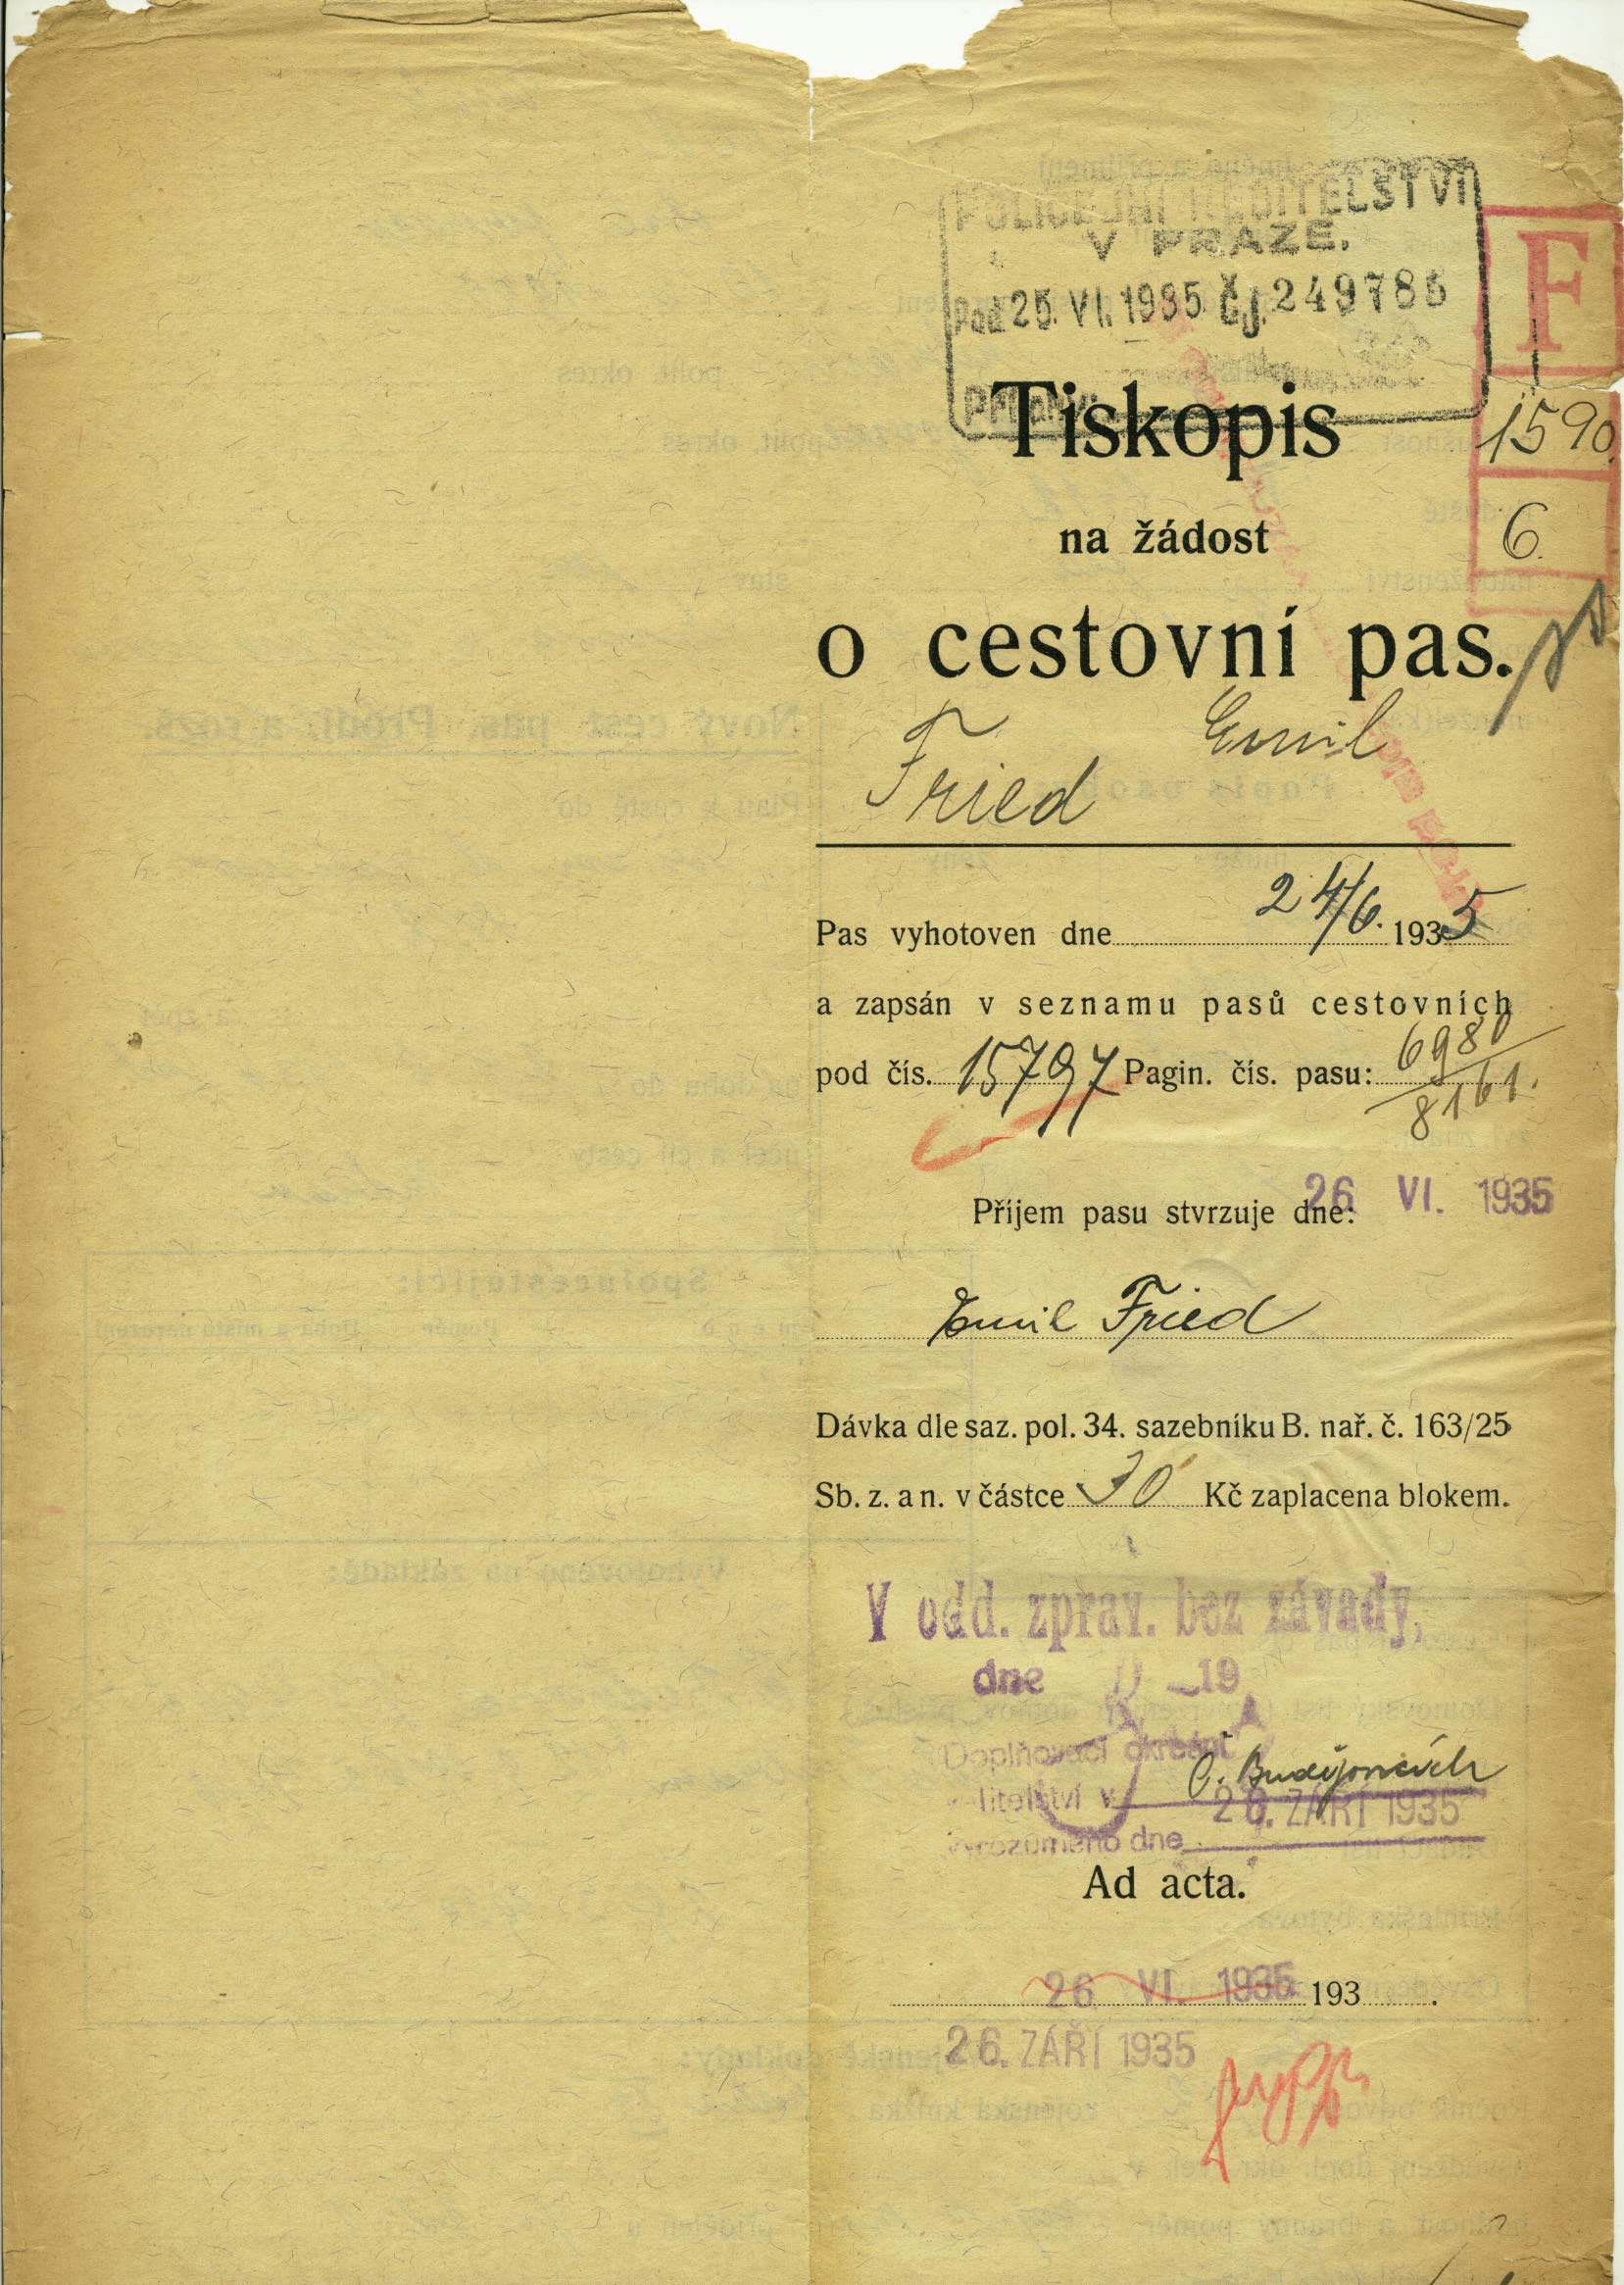 POLICEJNÍ ŘEDITELSTVÍ
V PRAZE.
Pod 25. VI. 1935 Čj. 249785
F
1590.
6.
Tiskopis
na žádost
o cestovní pas.
Fried Emil
Pas vyhotoven dne 24/6. 1935
a zapsán v seznamu pasů cestovních
pod čís. 15797 Pagin. čís. pasu: 6980
8161.
Příjem pasu stvrzuje dne: 26 VI. 1935
Emil Fried
Dávka dle saz. pol. 34. sazebníku B. nař. č. 163/25
Sb. z. a n. v částce 30 Kč zaplacena blokem.
V odd. zprav. bez závady,
dne 19
Doplňovací okresní
velitelství v Č. Budějovicích
vyrozuměno dne 26. ZÁŘÍ 1935
Ad acta.
26 VI. 1935 193 .
26. ZÁŘÍ 1935